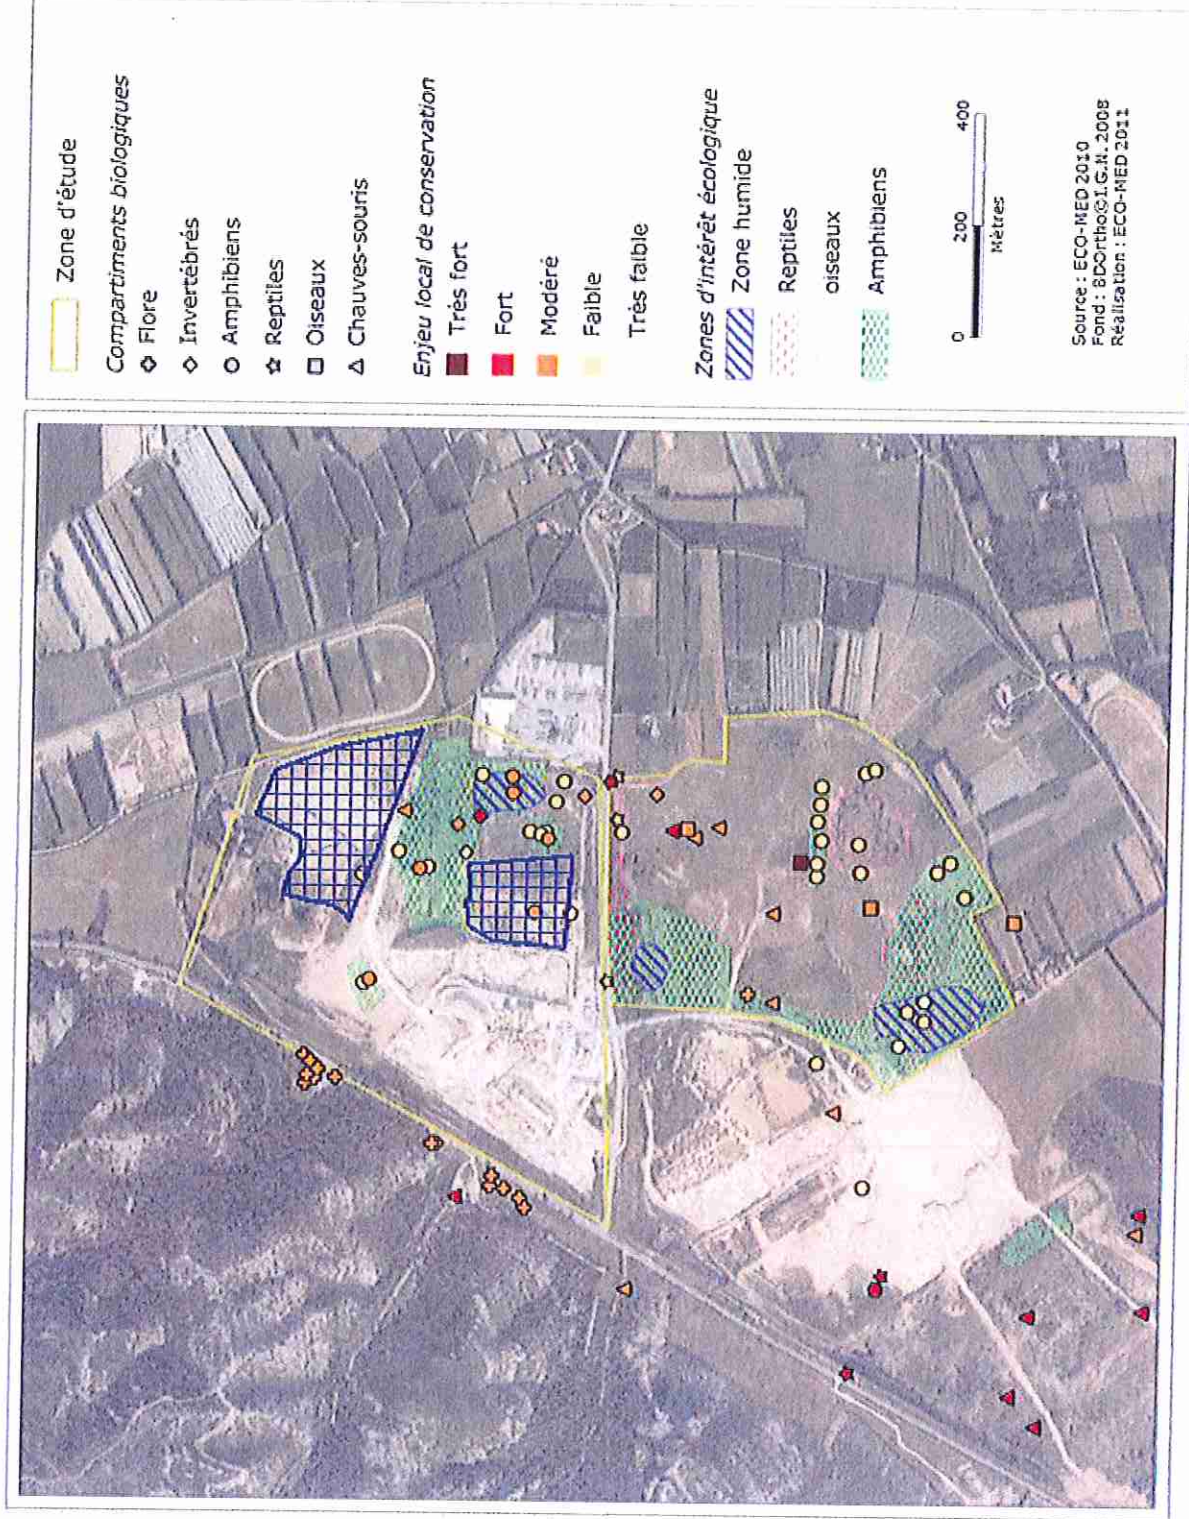 Zone d'étude
Compartiments biologiques
Flore
Invertébrés
Amphibiens
Reptiles
Oiseaux
Chauves-souris
Enjeu local de conservation
Très fort
Fort
Modéré
Faible
Très faible
Zones d'intérêt écologique
Zone humide
Reptiles
oiseaux
Amphibiens
0 200 400
Mètres
Source : ECO-MED 2010
Fond : BDOrtho©I.G.N. 2008
Réalisation : ECO-MED 2011